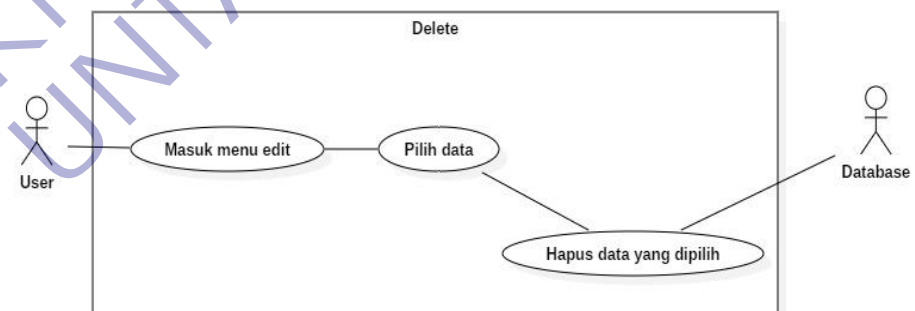 Delete
Masuk menu edit
Pilih data
User
Database
Hapus data yang dipilih